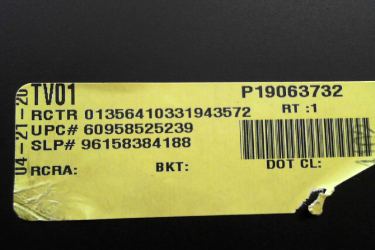 TV01 P19063732
RCTR 01356410331943572 RT :1
UPC# 60958525239
SLP# 96158384188
RCRA: BKT: DOT CL:
04-21-20